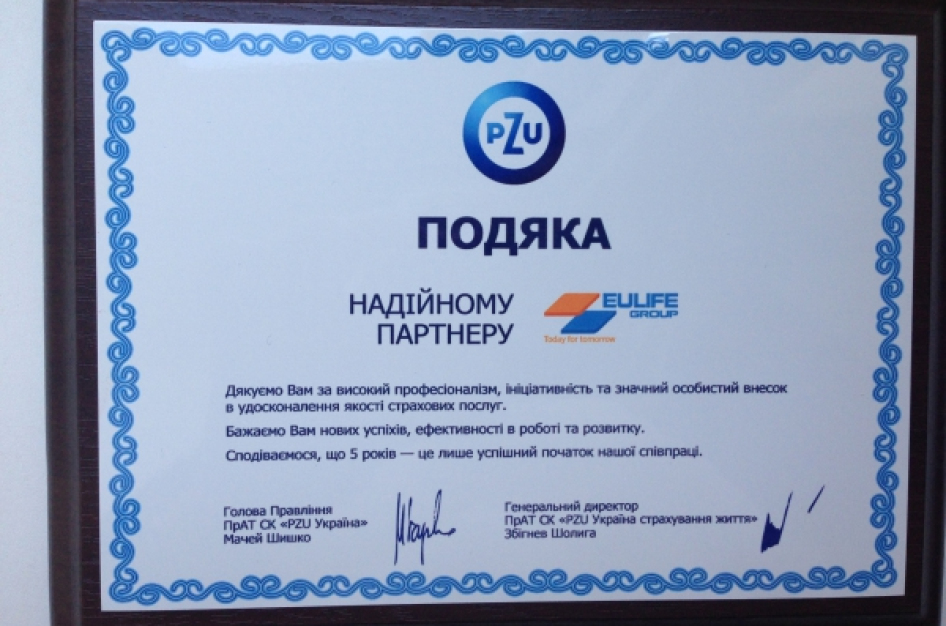 PZU
ПОДЯКА
НАДІЙНОМУ
ПАРТНЕРУ
EULIFE
GROUP
Today for tomorrow
Дякуємо Вам за високий професіоналізм, ініціативність та значний особистий внесок
в удосконалення якості страхових послуг.
Бажаємо Вам нових успіхів, ефективності в роботі та розвитку.
Сподіваємося, що 5 років — це лише успішний початок нашої співпраці.
Голова Правління
ПрАТ СК «PZU Україна»
Мачей Шишко
Генеральний директор
ПрАТ СК «PZU Україна страхування життя»
Збігнев Шолига